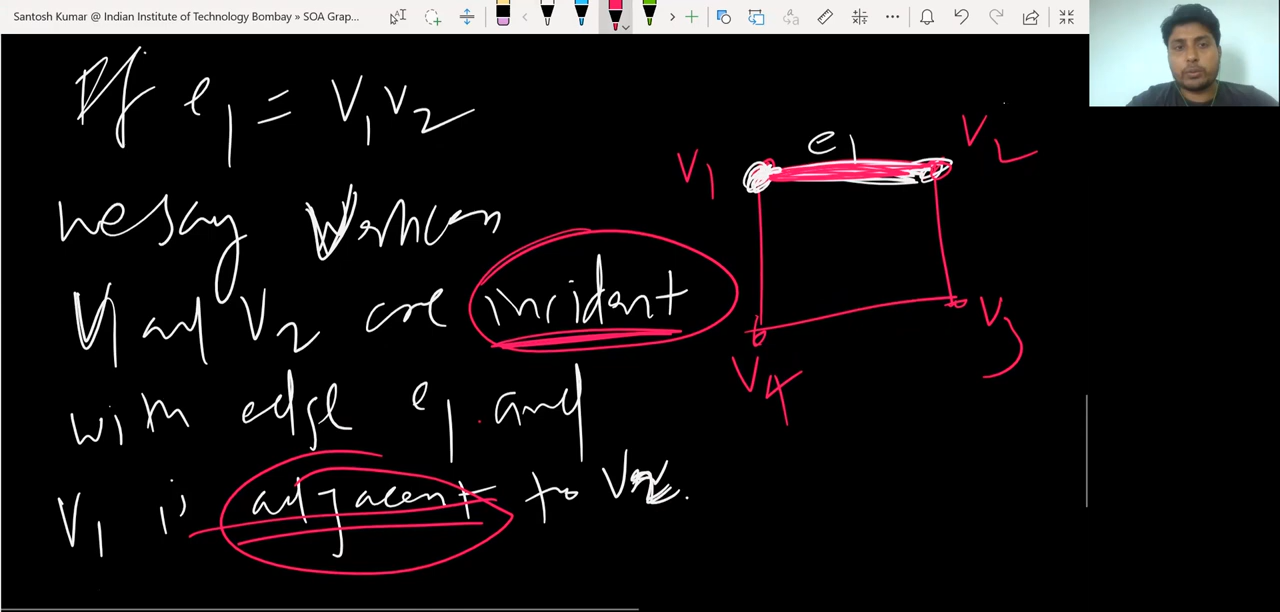 Santosh Kumar @ Indian Institute of Technology Bombay » SOA Grap...
If e1 = V1V2
we say Vertices
V1 and V2 are incident
with edge e1 and
V1 is adjacent to V2.
e1
V1
V2
V3
V4